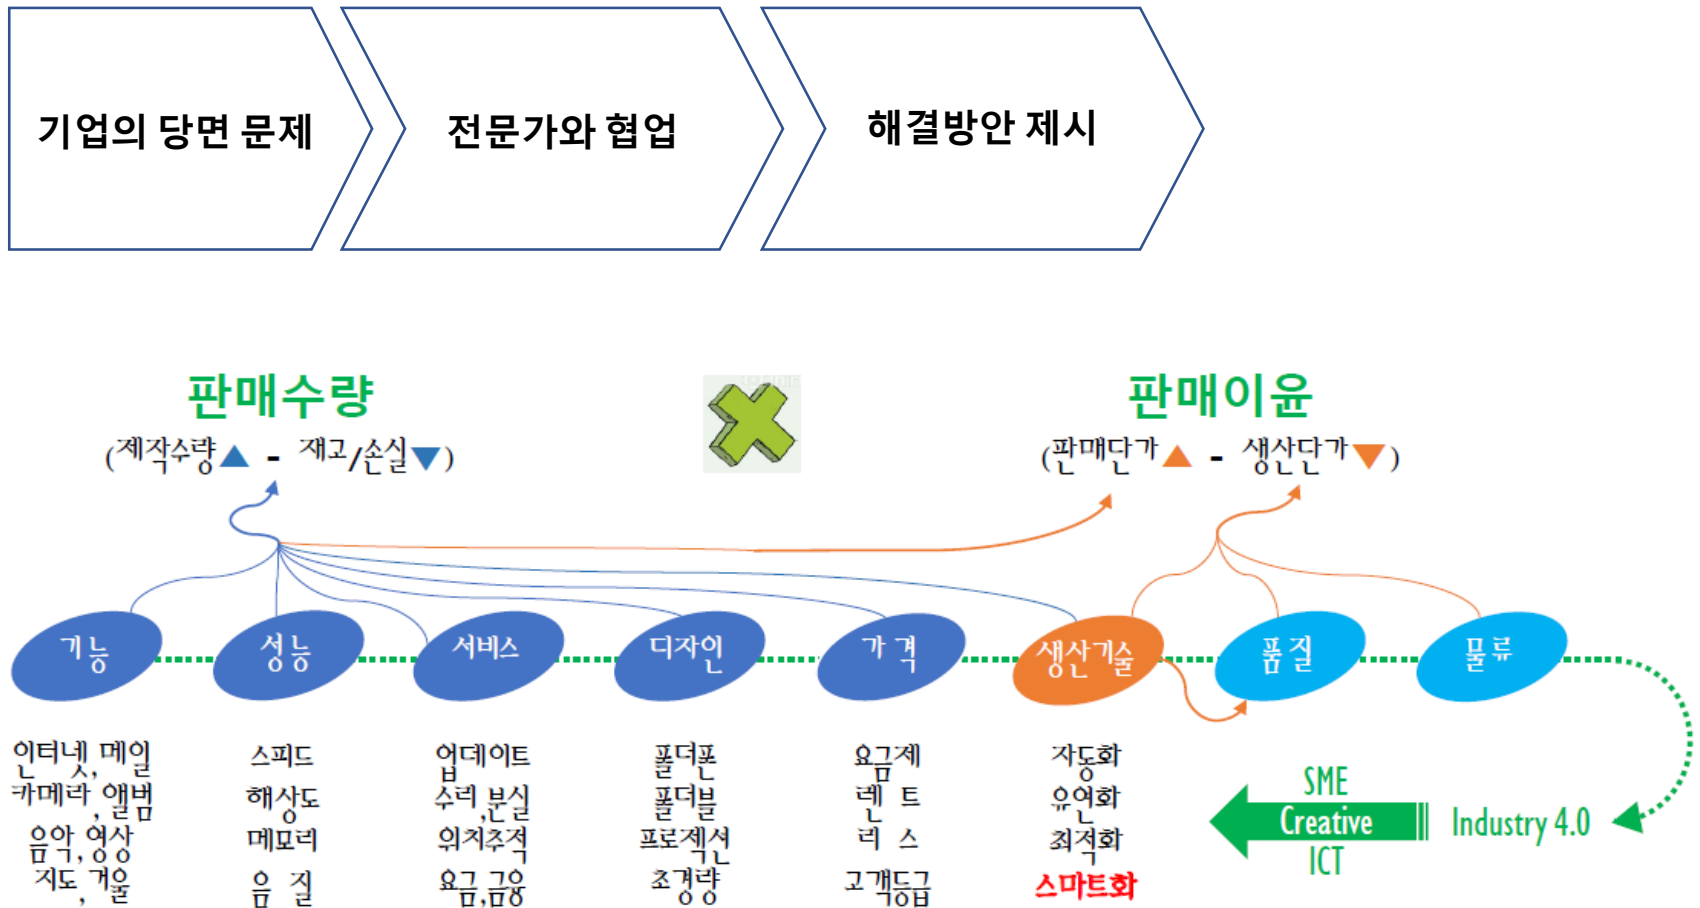 기업의 당면 문제
전문가와 협업
해결방안 제시
판매수량
판매이윤
(제작수량▲ - 재고/손실▼)
(판매단가▲ - 생산단가▼)
기능
성능
서비스
디자인
가격
생산기술
품질
물류
인터넷, 메일
카메라, 앨범
음악, 영상
지도, 거울
스피드
해상도
메모리
음 질
업데이트
수리, 분실
위치추적
요금, 금융
폴더폰
폴더블
프로젝션
초경량
요금제
렌 트
리 스
고객등급
자동화
유연화
최적화
스마트화
SME
Creative
ICT
Industry 4.0